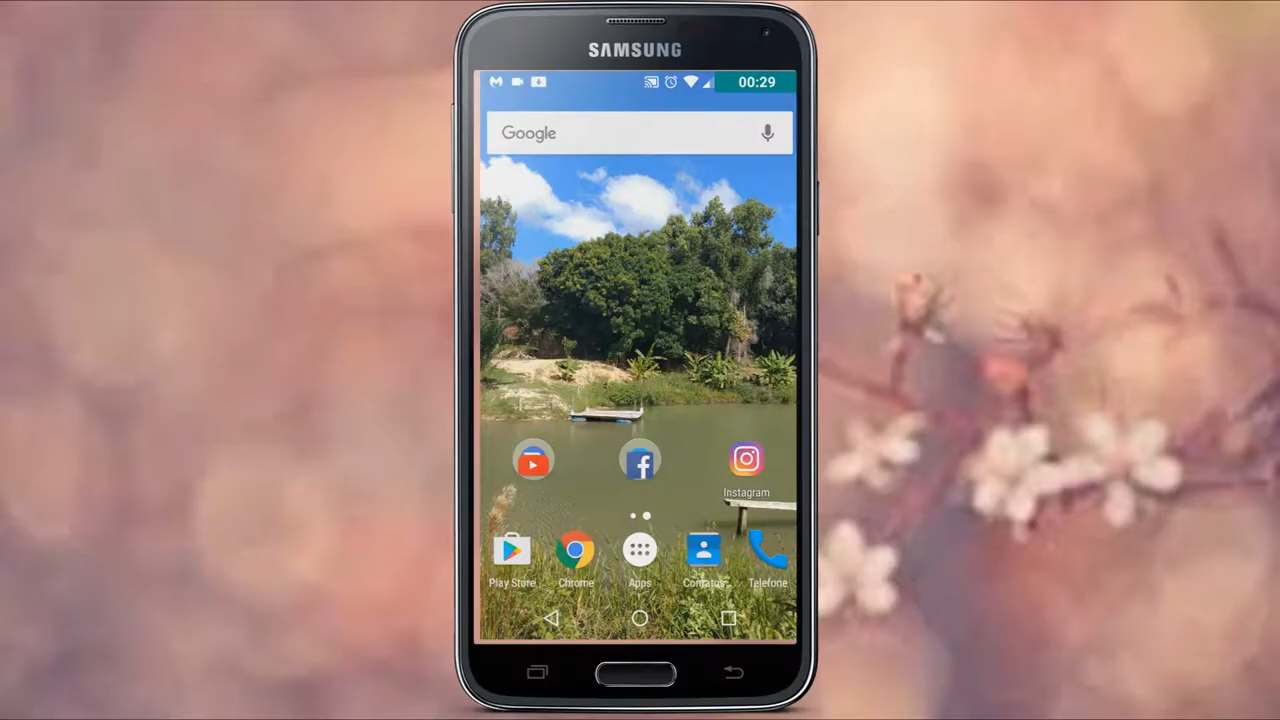 SAMSUNG
00:29
Google
Instagram
Play Store
Chrome
Apps
Contatos
Telefone